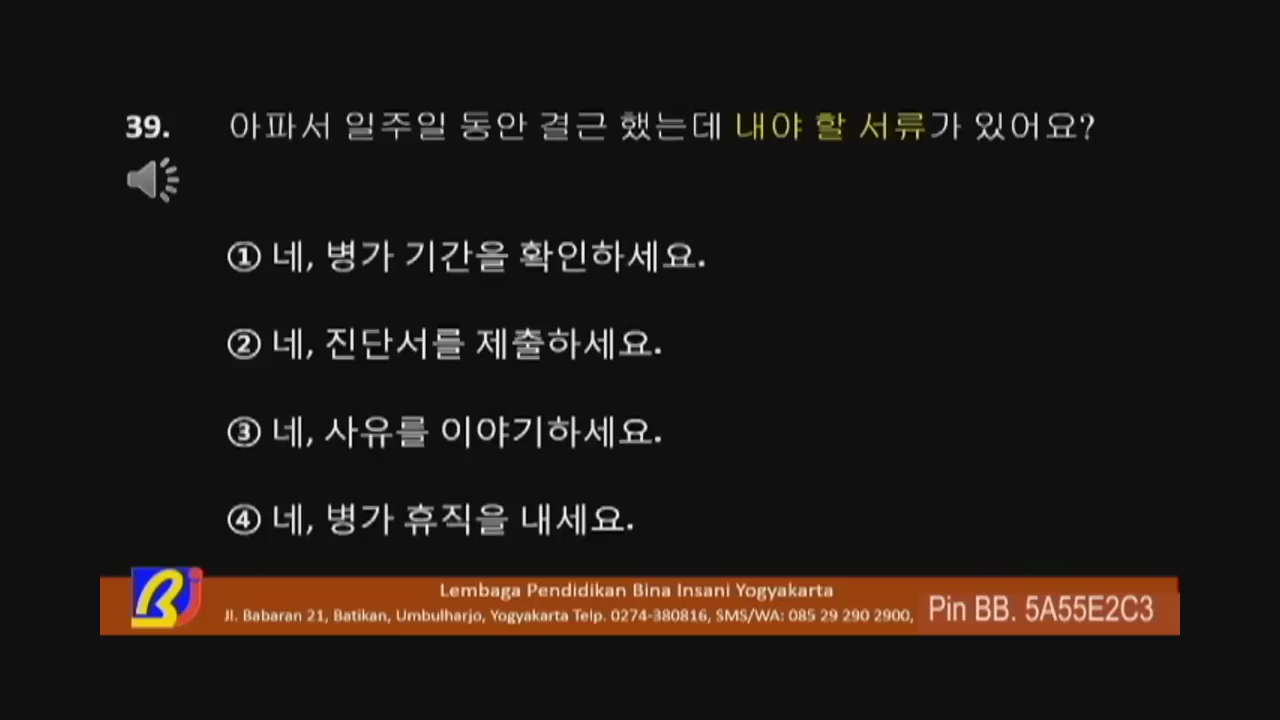 39. 아파서 일주일 동안 결근 했는데 내야 할 서류가 있어요?
① 네, 병가 기간을 확인하세요.
② 네, 진단서를 제출하세요.
③ 네, 사유를 이야기하세요.
④ 네, 병가 휴직을 내세요.
Lembaga Pendidikan Bina Insani Yogyakarta
Jl. Babaran 21, Batikan, Umbulharjo, Yogyakarta Telp. 0274-380816, SMS/WA: 085 29 290 2900, Pin BB. 5A55E2C3